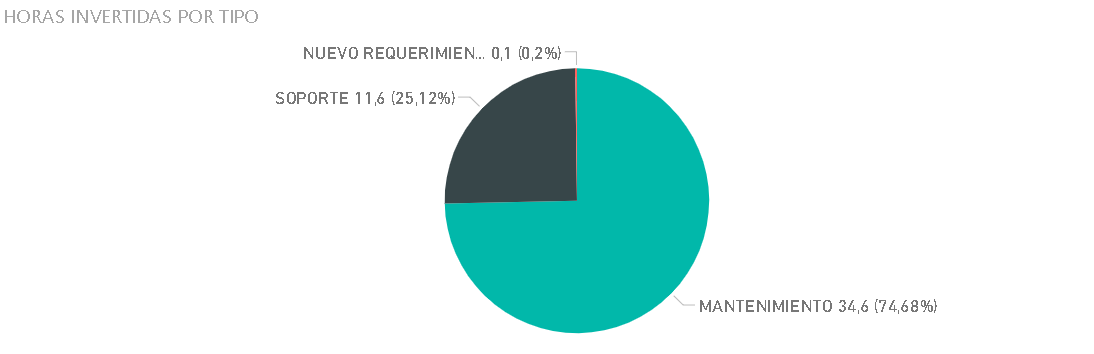 HORAS INVERTIDAS POR TIPO
NUEVO REQUERIMIEN... 0,1 (0,2%)
SOPORTE 11,6 (25,12%)
MANTENIMIENTO 34,6 (74,68%)